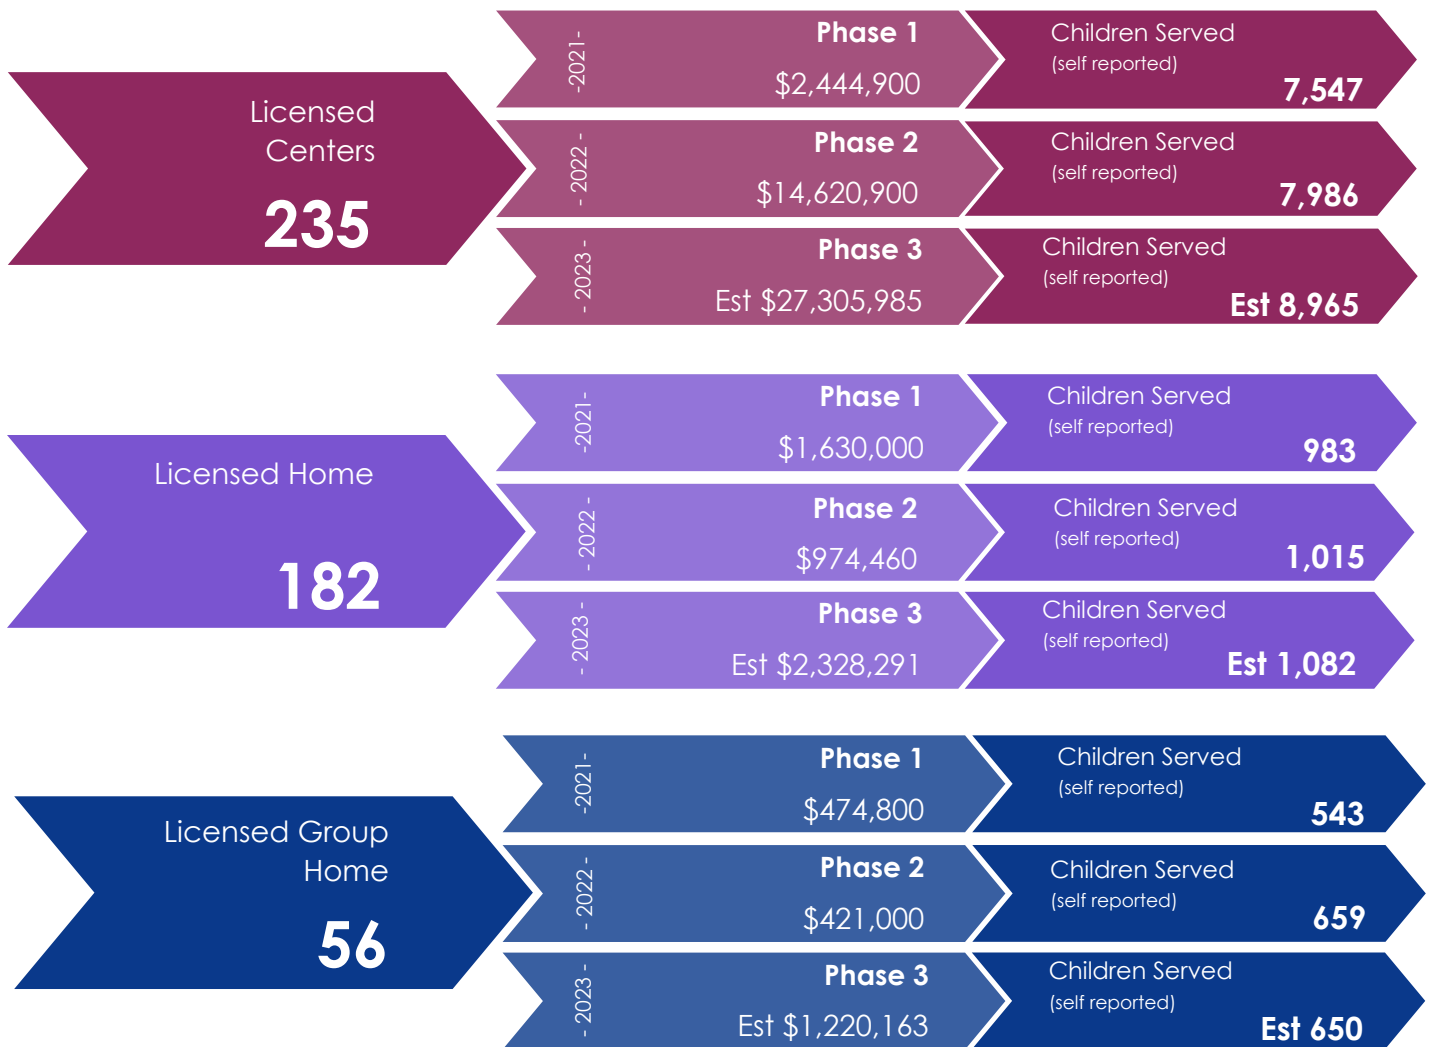 Licensed
Centers
235
-2021-
Phase 1
$2,444,900
Children Served
(self reported)
7,547
- 2022 -
Phase 2
$14,620,900
Children Served
(self reported)
7,986
- 2023 -
Phase 3
Est $27,305,985
Children Served
(self reported)
Est 8,965
Licensed Home
182
-2021-
Phase 1
$1,630,000
Children Served
(self reported)
983
- 2022 -
Phase 2
$974,460
Children Served
(self reported)
1,015
- 2023 -
Phase 3
Est $2,328,291
Children Served
(self reported)
Est 1,082
Licensed Group
Home
56
-2021-
Phase 1
$474,800
Children Served
(self reported)
543
- 2022 -
Phase 2
$421,000
Children Served
(self reported)
659
- 2023 -
Phase 3
Est $1,220,163
Children Served
(self reported)
Est 650